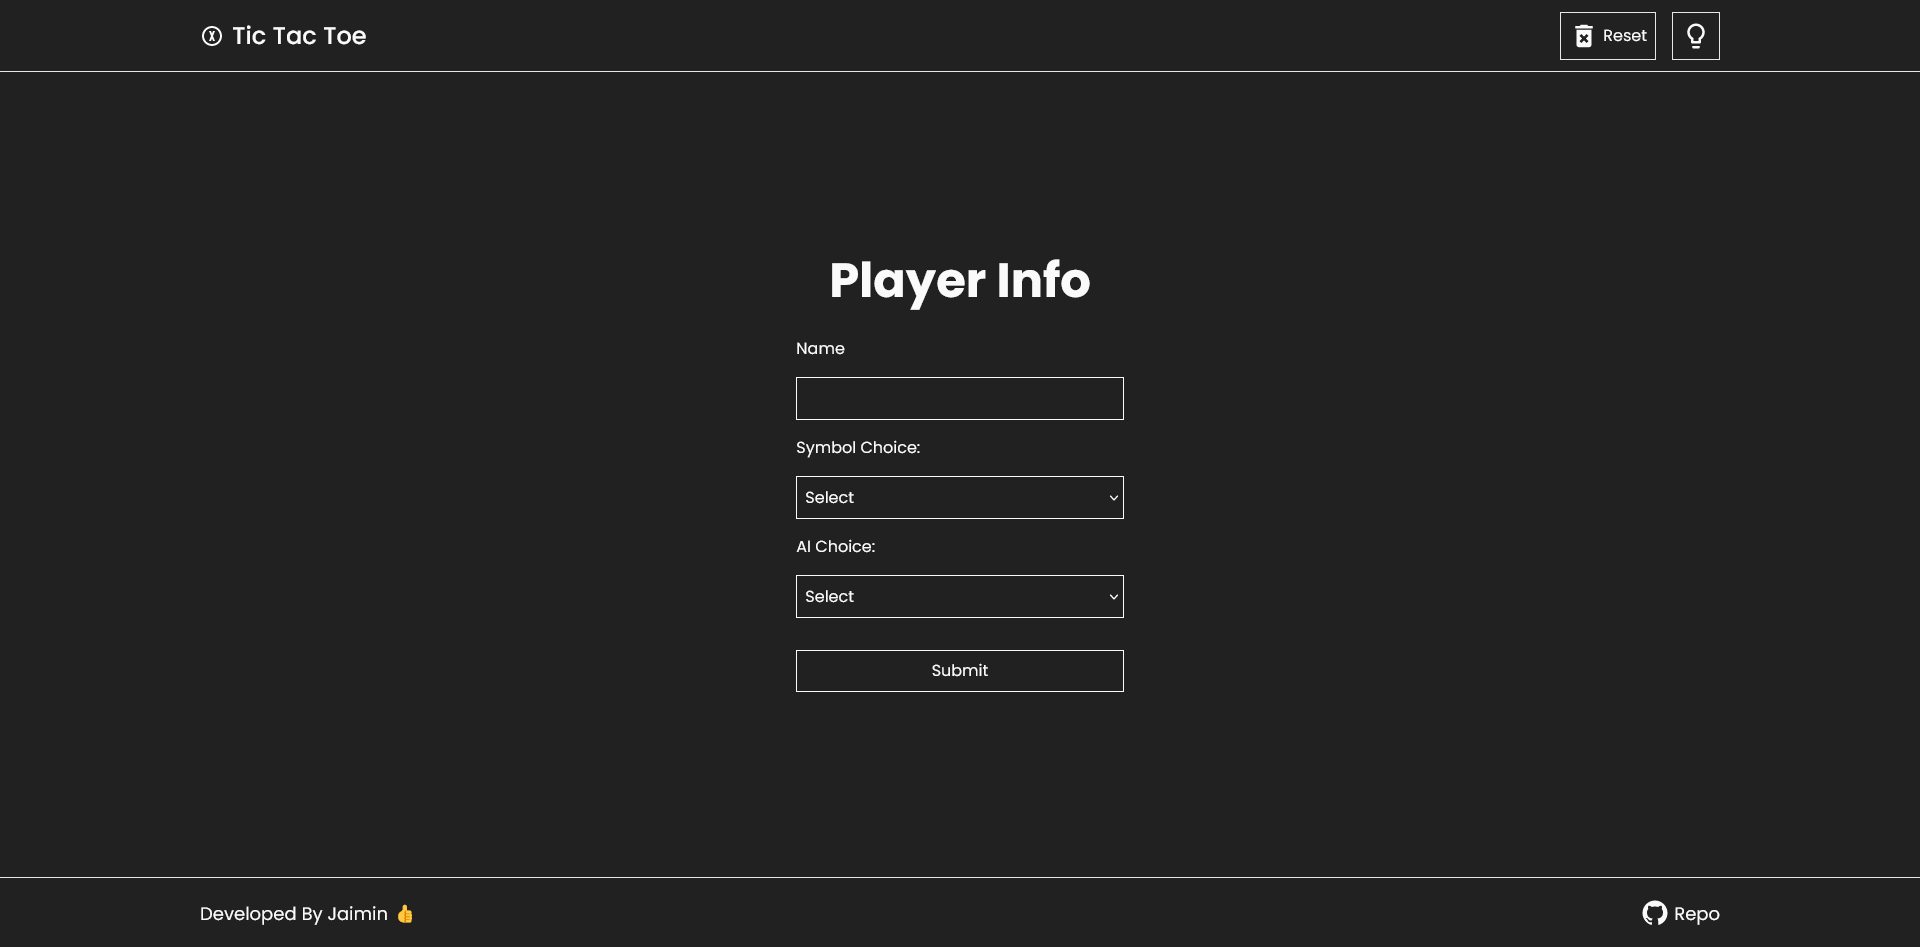 Tic Tac Toe
Reset
Player Info
Name
Symbol Choice:
Select
AI Choice:
Select
Submit
Developed By Jaimin 👍
Repo